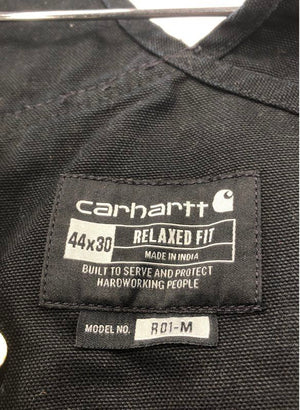 carhartt
44x30 RELAXED FIT
MADE IN INDIA
BUILT TO SERVE AND PROTECT
HARDWORKING PEOPLE
MODEL NO. R01-M